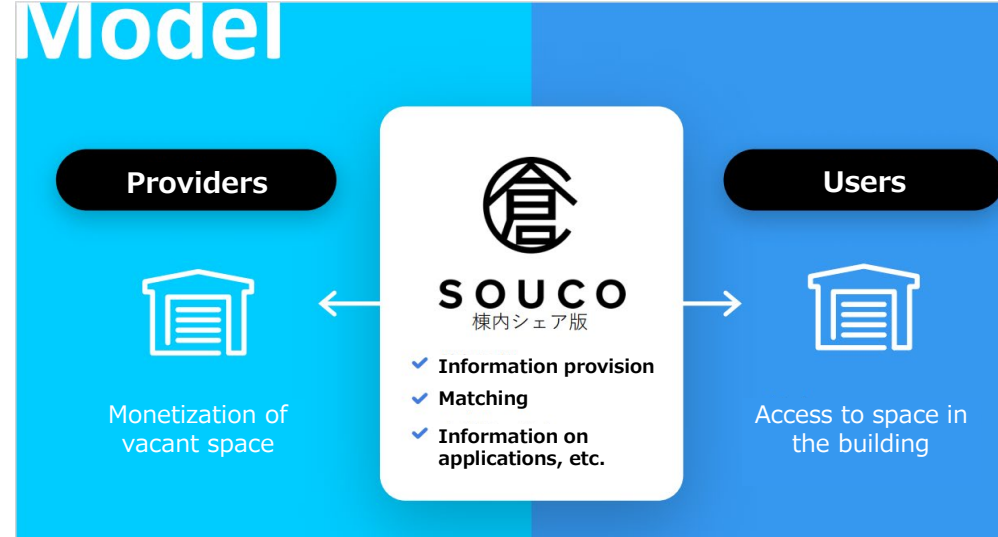 Model
Providers
Users
倉
SOUCO
棟内シェア版
Information provision
Matching
Information on
applications, etc.
Monetization of
vacant space
Access to space in
the building